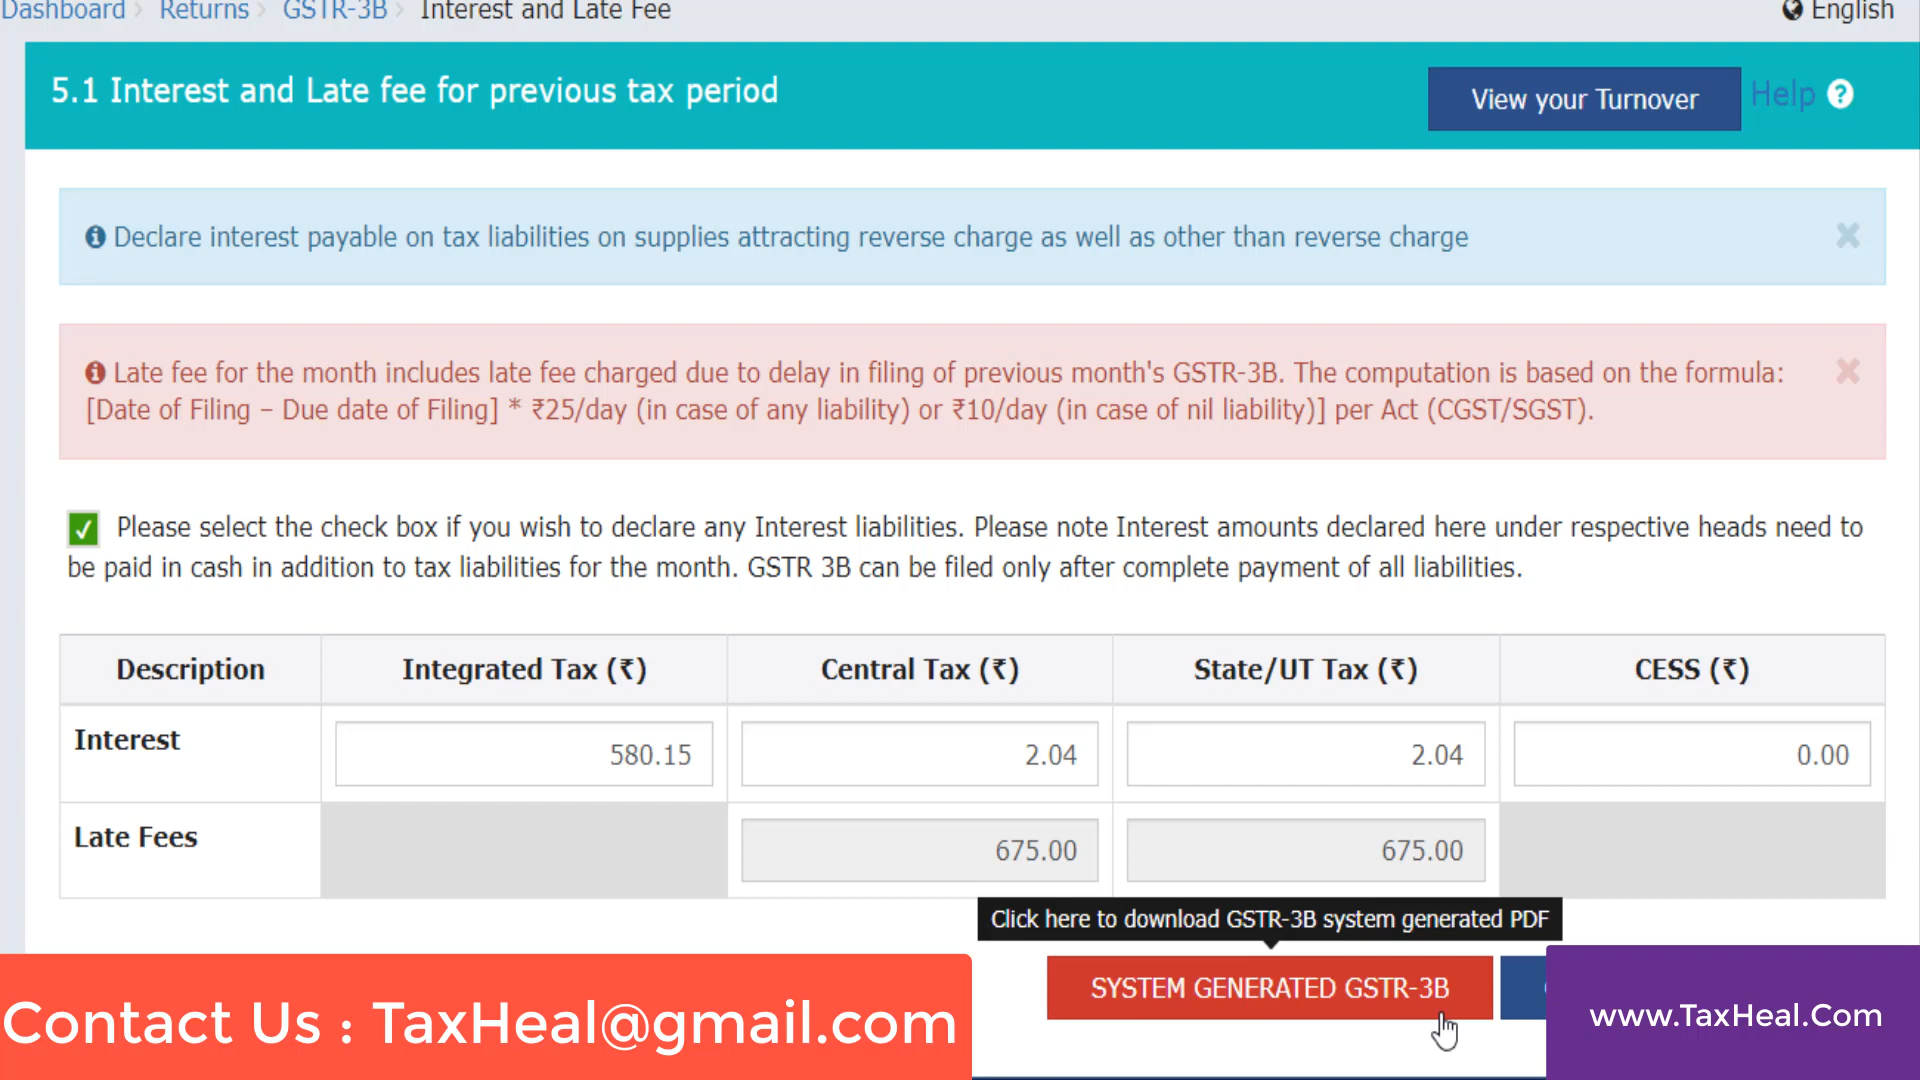 Dashboard › Returns › GSTR-3B › Interest and Late Fee
English
5.1 Interest and Late fee for previous tax period
View your Turnover
Help ?
Declare interest payable on tax liabilities on supplies attracting reverse charge as well as other than reverse charge
Late fee for the month includes late fee charged due to delay in filing of previous month's GSTR-3B. The computation is based on the formula:
[Date of Filing – Due date of Filing] * ₹25/day (in case of any liability) or ₹10/day (in case of nil liability)] per Act (CGST/SGST).
Please select the check box if you wish to declare any Interest liabilities. Please note Interest amounts declared here under respective heads need to
be paid in cash in addition to tax liabilities for the month. GSTR 3B can be filed only after complete payment of all liabilities.
Description Integrated Tax (₹) Central Tax (₹) State/UT Tax (₹) CESS (₹)
Interest 580.15 2.04 2.04 0.00
Late Fees 675.00 675.00
Click here to download GSTR-3B system generated PDF
SYSTEM GENERATED GSTR-3B
Contact Us : TaxHeal@gmail.com
www.TaxHeal.Com